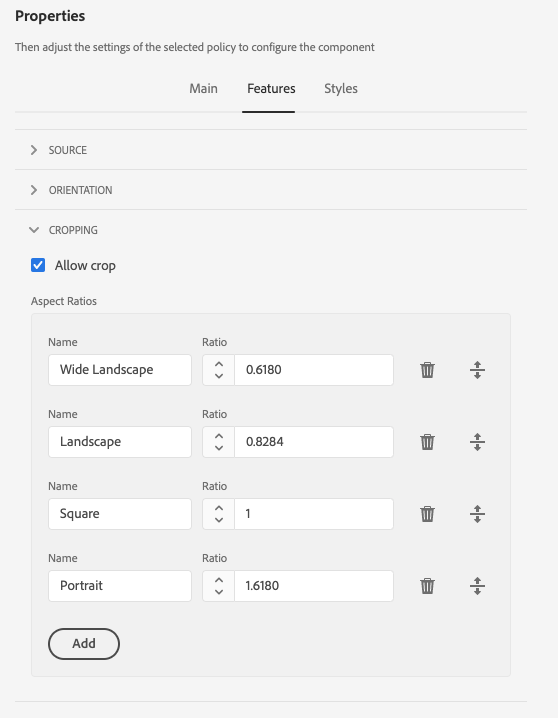 Properties
Then adjust the settings of the selected policy to configure the component
Main Features Styles
SOURCE
ORIENTATION
CROPPING
Allow crop
Aspect Ratios
Name Ratio
Wide Landscape 0.6180
Name Ratio
Landscape 0.8284
Name Ratio
Square 1
Name Ratio
Portrait 1.6180
Add